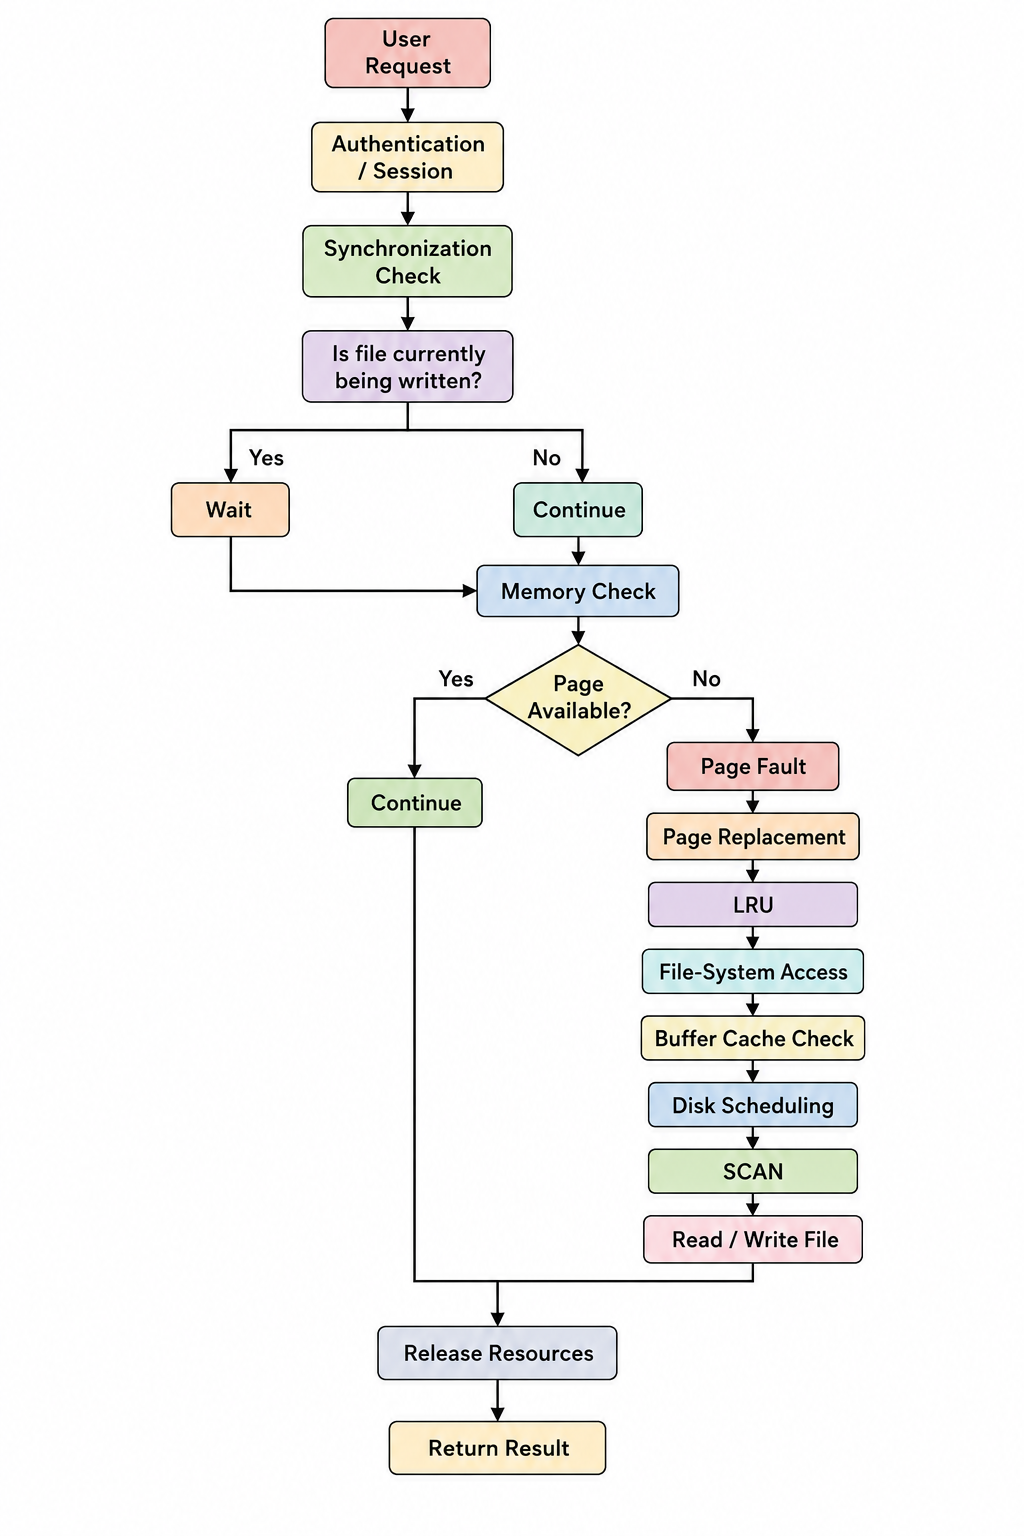 User
Request
Authentication
/ Session
Synchronization
Check
Is file currently
being written?
Yes
No
Wait
Continue
Memory Check
Yes
No
Page
Available?
Page Fault
Continue
Page Replacement
LRU
File-System Access
Buffer Cache Check
Disk Scheduling
SCAN
Read / Write File
Release Resources
Return Result